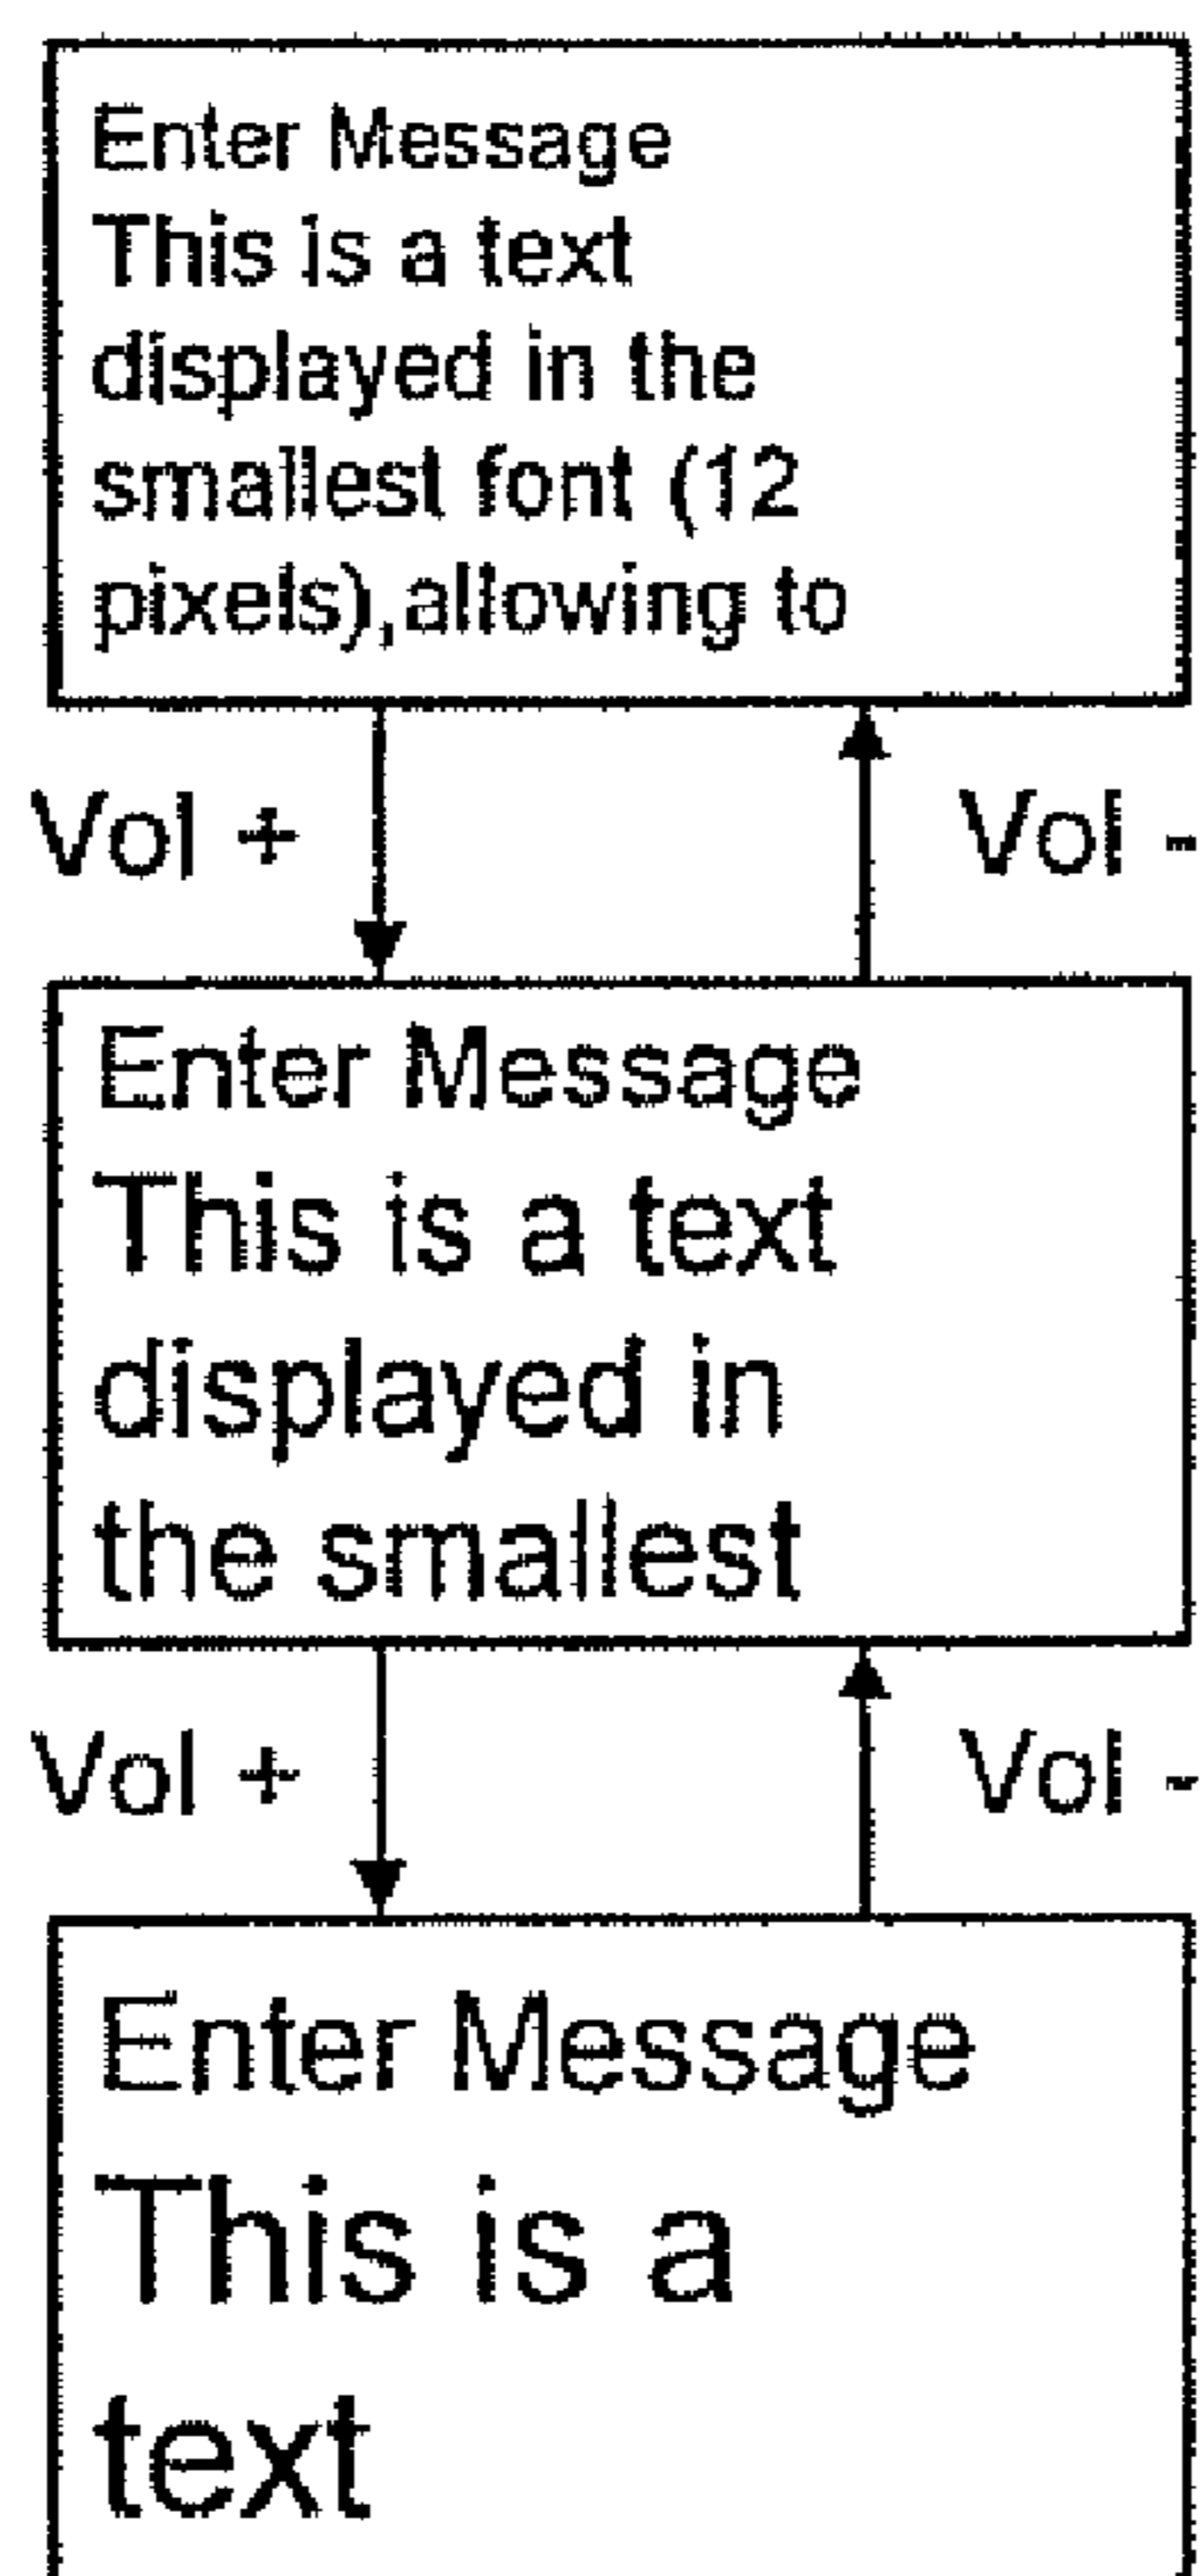 Enter Message
This is a text
displayed in the
smallest font (12
pixels),allowing to
Vol +
Vol -
Enter Message
This is a text
displayed in
the smallest
Vol +
Vol -
Enter Message
This is a
text